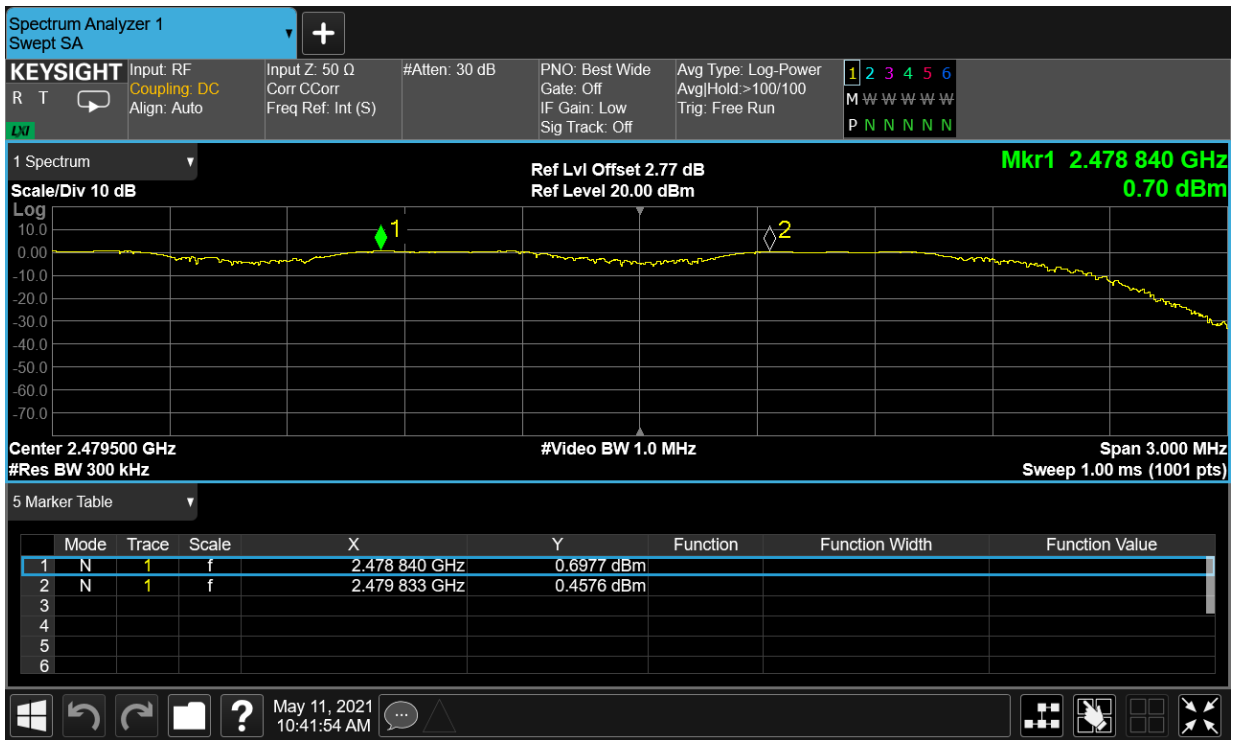 Spectrum Analyzer 1
Swept SA
+
KEYSIGHT
R T
LXI
Input: RF
Coupling: DC
Align: Auto
Input Z: 50 Ω
Corr CCorr
Freq Ref: Int (S)
#Atten: 30 dB
PNO: Best Wide
Gate: Off
IF Gain: Low
Sig Track: Off
Avg Type: Log-Power
Avg|Hold:>100/100
Trig: Free Run
1 2 3 4 5 6
M W W W W W
P N N N N N
1 Spectrum
Scale/Div 10 dB
Ref Lvl Offset 2.77 dB
Ref Level 20.00 dBm
Mkr1 2.478 840 GHz
0.70 dBm
Log
10.0
0.00
-10.0
-20.0
-30.0
-40.0
-50.0
-60.0
-70.0
1
2
Center 2.479500 GHz
#Res BW 300 kHz
#Video BW 1.0 MHz
Span 3.000 MHz
Sweep 1.00 ms (1001 pts)
5 Marker Table
Mode Trace Scale X Y Function Function Width Function Value
1 N 1 f 2.478 840 GHz 0.6977 dBm
2 N 1 f 2.479 833 GHz 0.4576 dBm
3
4
5
6
?
May 11, 2021
10:41:54 AM